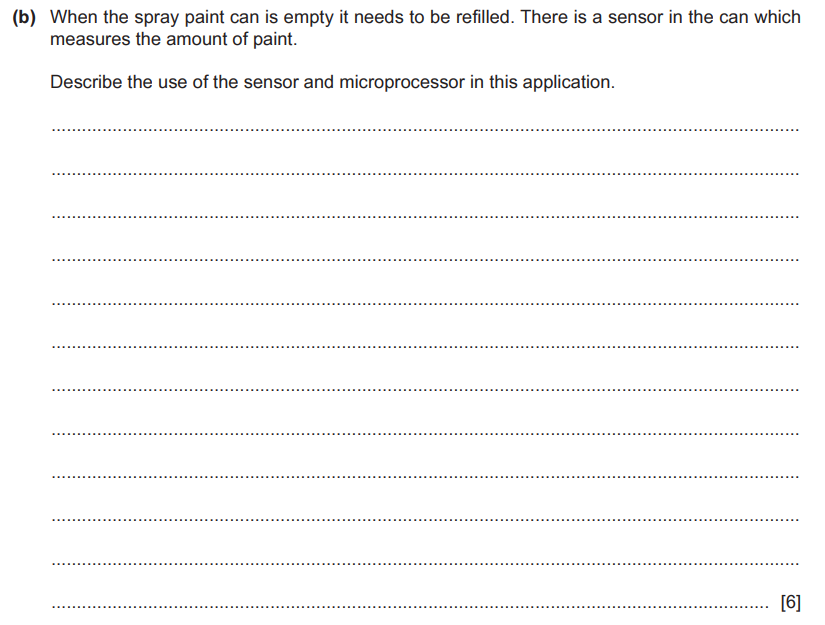 (b) When the spray paint can is empty it needs to be refilled. There is a sensor in the can which
measures the amount of paint.
Describe the use of the sensor and microprocessor in this application.
[6]